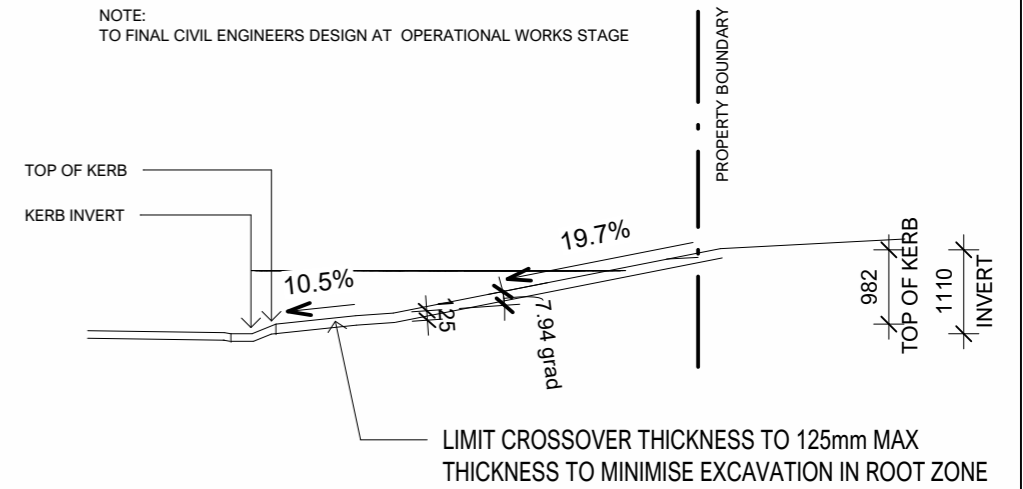 NOTE:
TO FINAL CIVIL ENGINEERS DESIGN AT OPERATIONAL WORKS STAGE
PROPERTY BOUNDARY
TOP OF KERB
KERB INVERT
19.7%
10.5%
125
(7.94 grad
982
TOP OF KERB
1110
INVERT
LIMIT CROSSOVER THICKNESS TO 125mm MAX
THICKNESS TO MINIMISE EXCAVATION IN ROOT ZONE